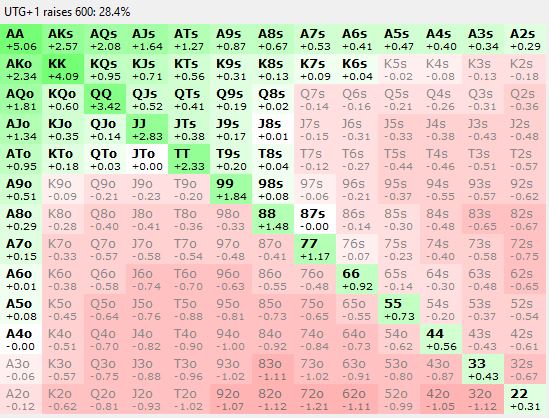 UTG+1 raises 600: 28.4%
AA AKs AQs AJs ATs A9s A8s A7s A6s A5s A4s A3s A2s
+5.06 +2.57 +2.08 +1.64 +1.27 +0.87 +0.67 +0.53 +0.41 +0.47 +0.40 +0.34 +0.29
AKo KK KQs KJs KTs K9s K8s K7s K6s K5s K4s K3s K2s
+2.34 +4.09 +0.95 +0.71 +0.56 +0.31 +0.13 +0.09 +0.04 -0.02 -0.08 -0.13 -0.18
AQo KQo QQ QJs QTs Q9s Q8s Q7s Q6s Q5s Q4s Q3s Q2s
+1.81 +0.60 +3.42 +0.52 +0.41 +0.19 +0.02 -0.14 -0.16 -0.21 -0.26 -0.31 -0.36
AJo KJo QJo JJ JTs J9s J8s J7s J6s J5s J4s J3s J2s
+1.34 +0.35 +0.14 +2.83 +0.38 +0.17 +0.01 -0.15 -0.31 -0.33 -0.38 -0.43 -0.48
ATo KTo QTo JTo TT T9s T8s T7s T6s T5s T4s T3s T2s
+0.95 +0.18 +0.03 +0.00 +2.33 +0.20 +0.04 -0.12 -0.27 -0.44 -0.46 -0.51 -0.57
A9o K9o Q9o J9o T9o 99 98s 97s 96s 95s 94s 93s 92s
+0.51 -0.09 -0.21 -0.23 -0.20 +1.84 +0.08 -0.06 -0.21 -0.37 -0.55 -0.57 -0.62
A8o K8o Q8o J8o T8o 98o 88 87s 86s 85s 84s 83s 82s
+0.29 -0.28 -0.40 -0.41 -0.36 -0.33 +1.48 -0.00 -0.14 -0.30 -0.48 -0.65 -0.67
A7o K7o Q7o J7o T7o 97o 87o 77 76s 75s 74s 73s 72s
+0.15 -0.33 -0.57 -0.58 -0.54 -0.48 -0.41 +1.17 -0.07 -0.23 -0.40 -0.58 -0.75
A6o K6o Q6o J6o T6o 96o 86o 76o 66 65s 64s 63s 62s
+0.01 -0.38 -0.58 -0.74 -0.70 -0.63 -0.55 -0.48 +0.92 -0.14 -0.30 -0.48 -0.65
A5o K5o Q5o J5o T5o 95o 85o 75o 65o 55 54s 53s 52s
+0.08 -0.45 -0.64 -0.76 -0.88 -0.81 -0.73 -0.65 -0.55 +0.73 -0.20 -0.37 -0.54
A4o K4o Q4o J4o T4o 94o 84o 74o 64o 54o 44 43s 42s
-0.00 -0.51 -0.70 -0.82 -0.90 -1.00 -0.92 -0.84 -0.73 -0.62 +0.56 -0.43 -0.61
A3o K3o Q3o J3o T3o 93o 83o 73o 63o 53o 43o 33 32s
-0.06 -0.57 -0.75 -0.88 -0.96 -1.02 -1.11 -1.02 -0.91 -0.80 -0.87 +0.43 -0.67
A2o K2o Q2o J2o T2o 92o 82o 72o 62o 52o 42o 32o 22
-0.12 -0.62 -0.81 -0.93 -1.02 -1.07 -1.12 -1.21 -1.11 -0.99 -1.05 -1.12 +0.31